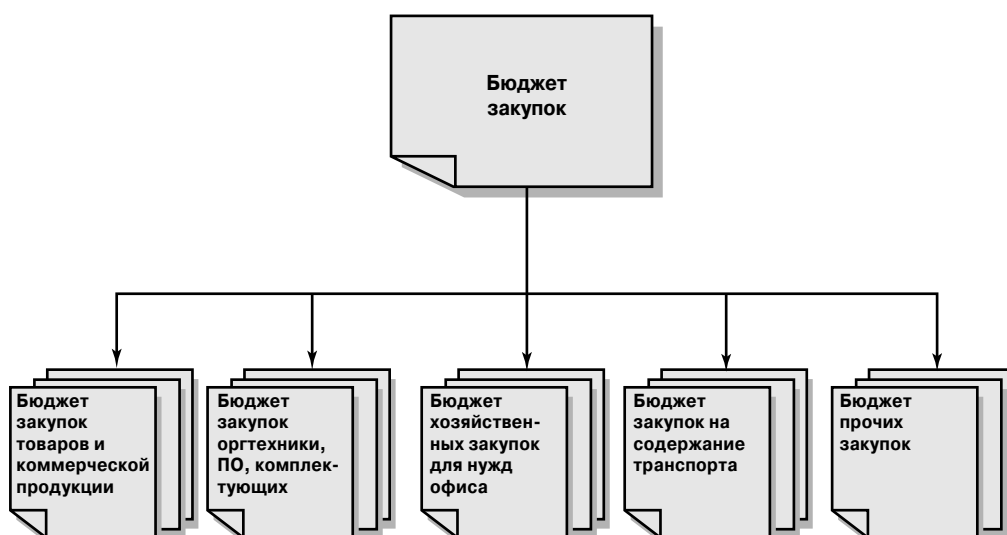 Бюджет
закупок
Бюджет
закупок
товаров и
коммерческой
продукции
Бюджет
закупок
оргтехники,
ПО, комплек-
тующих
Бюджет
хозяйствен-
ных закупок
для нужд
офиса
Бюджет
закупок на
содержание
транспорта
Бюджет
прочих
закупок